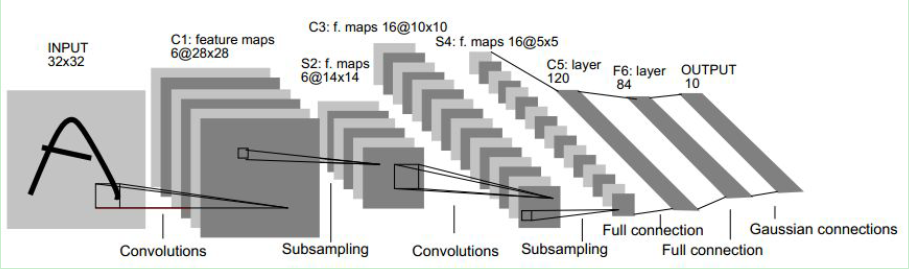 INPUT
32x32
C1: feature maps
6@28x28
S2: f. maps
6@14x14
C3: f. maps 16@10x10
S4: f. maps 16@5x5
C5: layer
120
F6: layer
84
OUTPUT
10
Convolutions
Subsampling
Convolutions
Subsampling
Full connection
Full connection
Gaussian connections